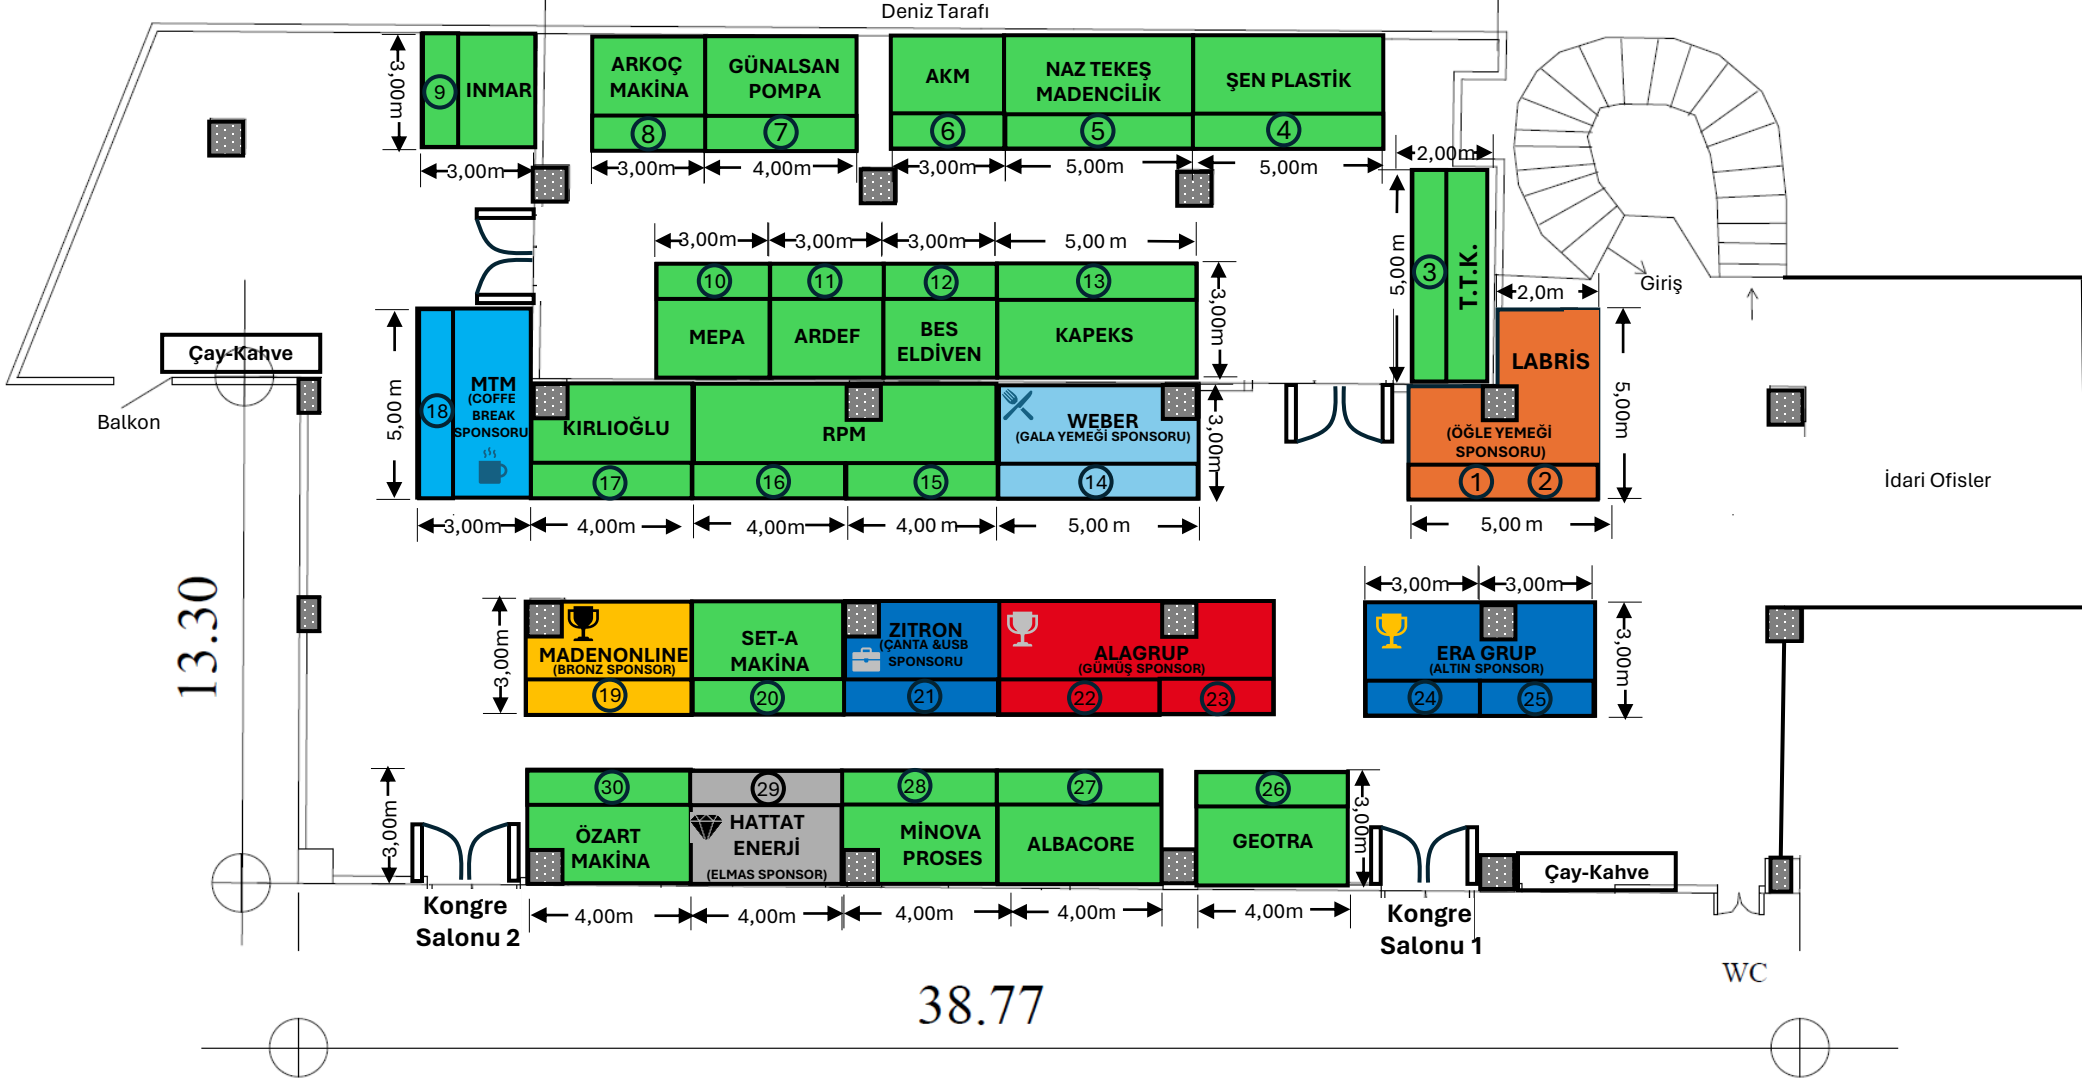 Deniz Tarafı
9
INMAR
3,00m
3,00m
ARKOÇ
MAKİNA
8
3,00m
GÜNALSAN
POMPA
7
4,00m
AKM
6
3,00m
NAZ TEKEŞ
MADENCİLİK
5
5,00m
ŞEN PLASTİK
4
5,00m
2,00m
5,00 m
3
T.T.K.
Giriş
2,0m
3,00m
3,00m
3,00m
5,00 m
10
MEPA
11
ARDEF
12
BES
ELDİVEN
13
KAPEKS
3,00m
Çay-Kahve
Balkon
5,00 m
18
MTM
(COFFE
BREAK
SPONSORU
KIRLIOĞLU
17
RPM
16
15
WEBER
(GALA YEMEĞİ SPONSORU)
14
3,00m
LABRİS
(ÖĞLE YEMEĞİ
SPONSORU)
1
2
5,00m
İdari Ofisler
3,00m
4,00m
4,00m
4,00 m
5,00 m
5,00 m
13.30
3,00m
3,00m
3,00m
MADENONLINE
(BRONZ SPONSOR)
19
SET-A
MAKİNA
20
ZITRON
(ÇANTA &USB
SPONSORU
21
ALAGRUP
(GÜMÜŞ SPONSOR)
22
23
ERA GRUP
(ALTIN SPONSOR)
24
25
3,00m
3,00m
30
ÖZART
MAKİNA
29
HATTAT
ENERJİ
(ELMAS SPONSOR)
28
MİNOVA
PROSES
27
ALBACORE
26
GEOTRA
3,00m
Çay-Kahve
Kongre
Salonu 2
4,00m
4,00m
4,00m
4,00m
4,00m
Kongre
Salonu 1
WC
38.77